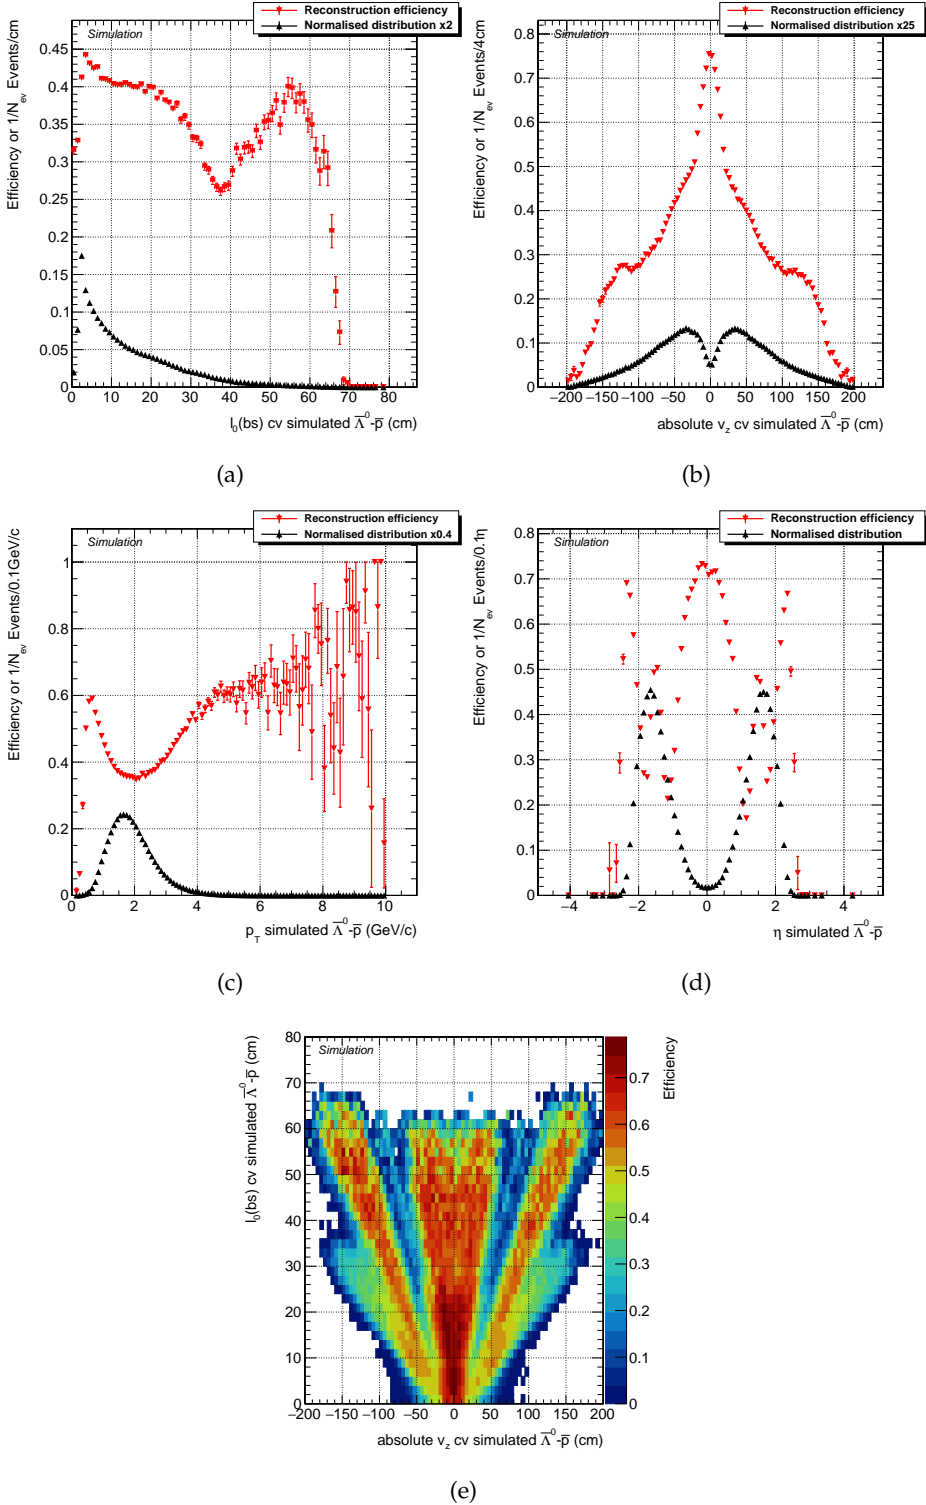 Reconstruction efficiency
Normalised distribution x2
Simulation
Efficiency or 1/N_ev Events/cm
0.45
0.4
0.35
0.3
0.25
0.2
0.15
0.1
0.05
0
0 10 20 30 40 50 60 70 80
l₀(bs) cv simulated Λ̅⁰-p̅ (cm)
(a)
Reconstruction efficiency
Normalised distribution x25
Simulation
Efficiency or 1/N_ev Events/4cm
0.8
0.7
0.6
0.5
0.4
0.3
0.2
0.1
0
−200 −150 −100 −50 0 50 100 150 200
absolute v_z cv simulated Λ̅⁰-p̅ (cm)
(b)
Reconstruction efficiency
Normalised distribution x0.4
Simulation
Efficiency or 1/N_ev Events/0.1GeV/c
1
0.8
0.6
0.4
0.2
0
0 2 4 6 8 10
p_T simulated Λ̅⁰-p̅ (GeV/c)
(c)
Reconstruction efficiency
Normalised distribution
Simulation
Efficiency or 1/N_ev Events/0.1η
0.8
0.7
0.6
0.5
0.4
0.3
0.2
0.1
0
−4 −2 0 2 4
η simulated Λ̅⁰-p̅
(d)
Simulation
l₀(bs) cv simulated Λ̅⁰-p̅ (cm)
80
70
60
50
40
30
20
10
0
−200 −150 −100 −50 0 50 100 150 200
absolute v_z cv simulated Λ̅⁰-p̅ (cm)
Efficiency
0.7
0.6
0.5
0.4
0.3
0.2
0.1
0
(e)